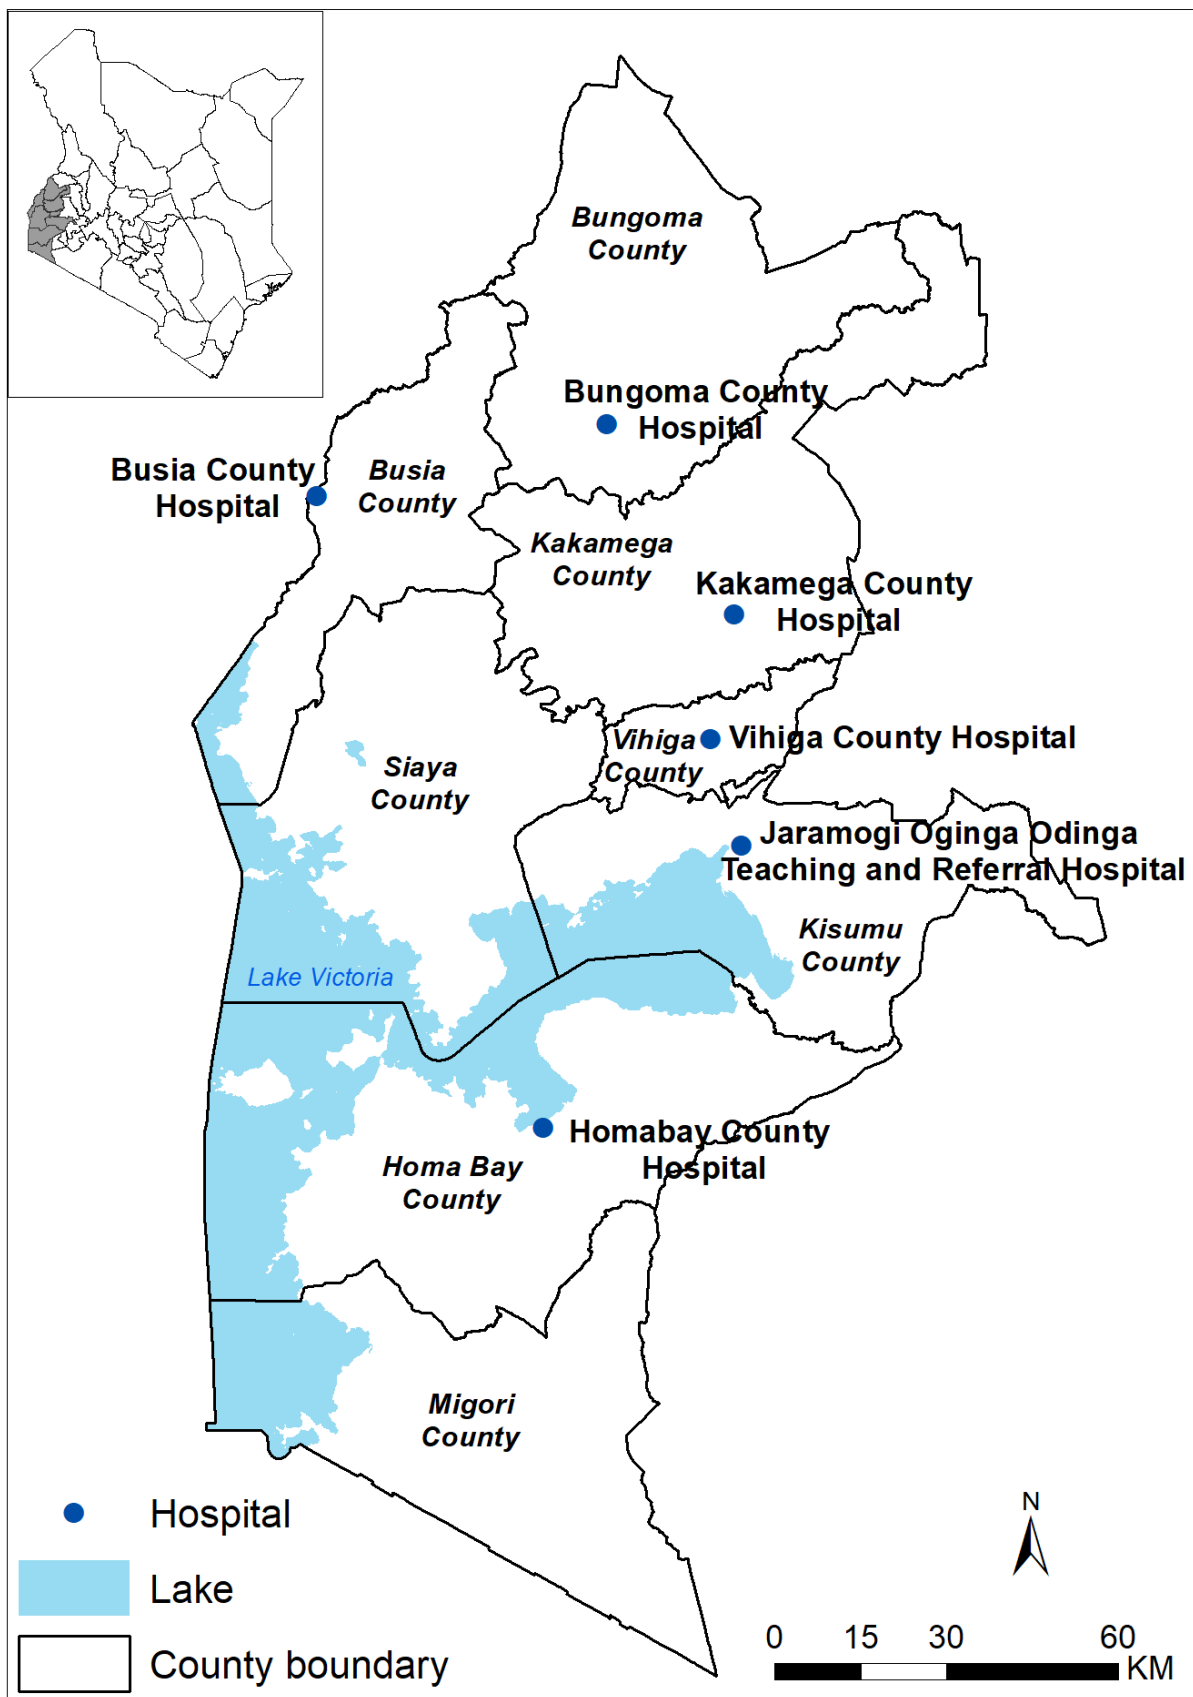 Bungoma
County
Bungoma County
Hospital
Busia County
Hospital
Busia
County
Kakamega
County
Kakamega County
Hospital
Vihiga
County
Vihiga County Hospital
Siaya
County
Jaramogi Oginga Odinga
Teaching and Referral Hospital
Kisumu
County
Lake Victoria
Homabay County
Hospital
Homa Bay
County
Migori
County
Hospital
Lake
County boundary
N
0 15 30 60
KM